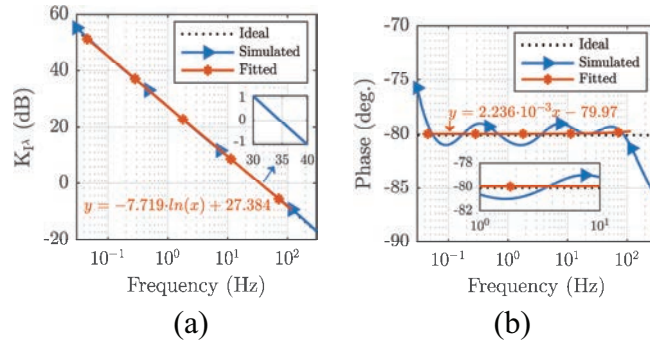 60
40
20
0
-20
K_{I^λ} (dB)
Ideal
Simulated
Fitted
1
0
-1
30 35 40
y = −7.719·ln(x) + 27.384
10^{-1} 10^{0} 10^{1} 10^{2}
Frequency (Hz)
(a)
-70
-75
-80
-85
-90
Phase (deg.)
Ideal
Simulated
Fitted
y = 2.236·10^{-3}x − 79.97
-78
-80
-82
10^{0} 10^{1}
10^{-1} 10^{0} 10^{1} 10^{2}
Frequency (Hz)
(b)